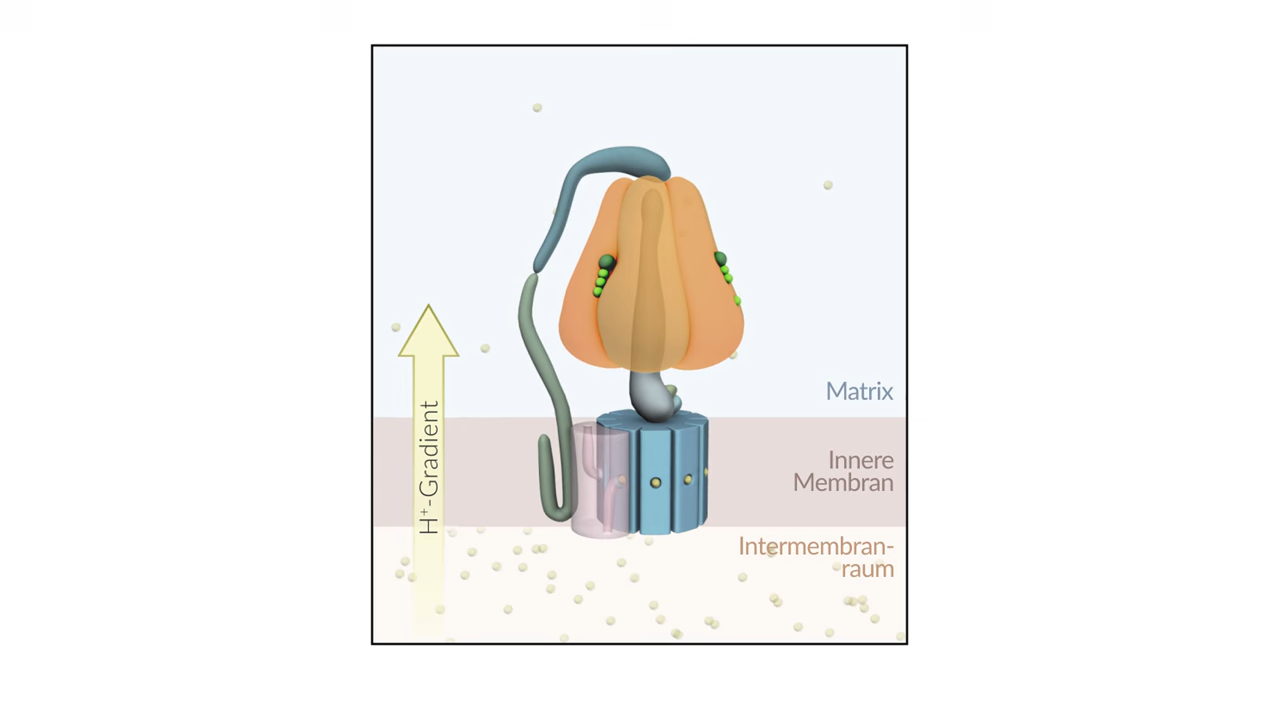 Matrix
H⁺-Gradient
Innere
Membran
Intermembran-
raum